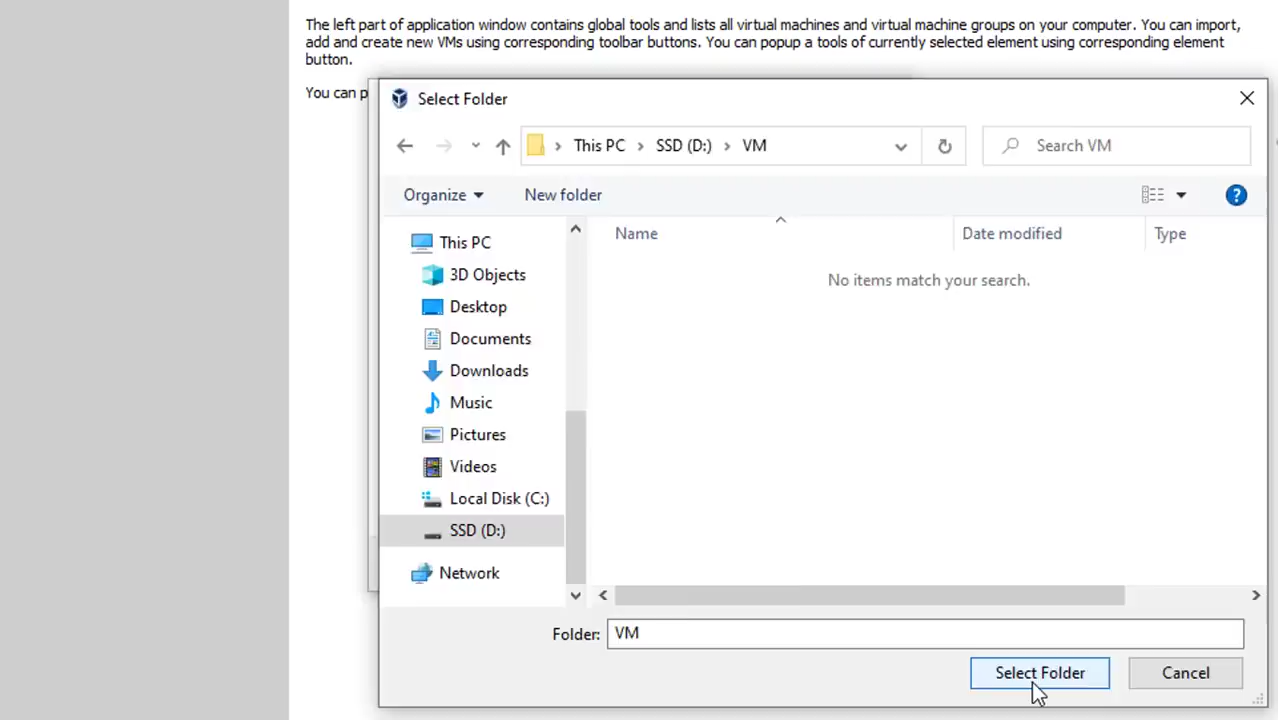 The left part of application window contains global tools and lists all virtual machines and virtual machine groups on your computer. You can import,
add and create new VMs using corresponding toolbar buttons. You can popup a tools of currently selected element using corresponding element
button.
You can p
Select Folder
This PC > SSD (D:) > VM
Search VM
Organize
New folder
Name
Date modified
Type
No items match your search.
This PC
3D Objects
Desktop
Documents
Downloads
Music
Pictures
Videos
Local Disk (C:)
SSD (D:)
Network
Folder: VM
Select Folder
Cancel